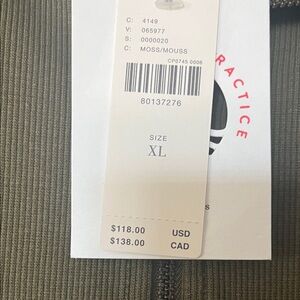 C: 4149
V: 065977
S: 0000020
C: MOSS/MOUSS
CP0745 0006
80137276
SIZE
XL
$118.00 USD
$138.00 CAD
RACTICE
s